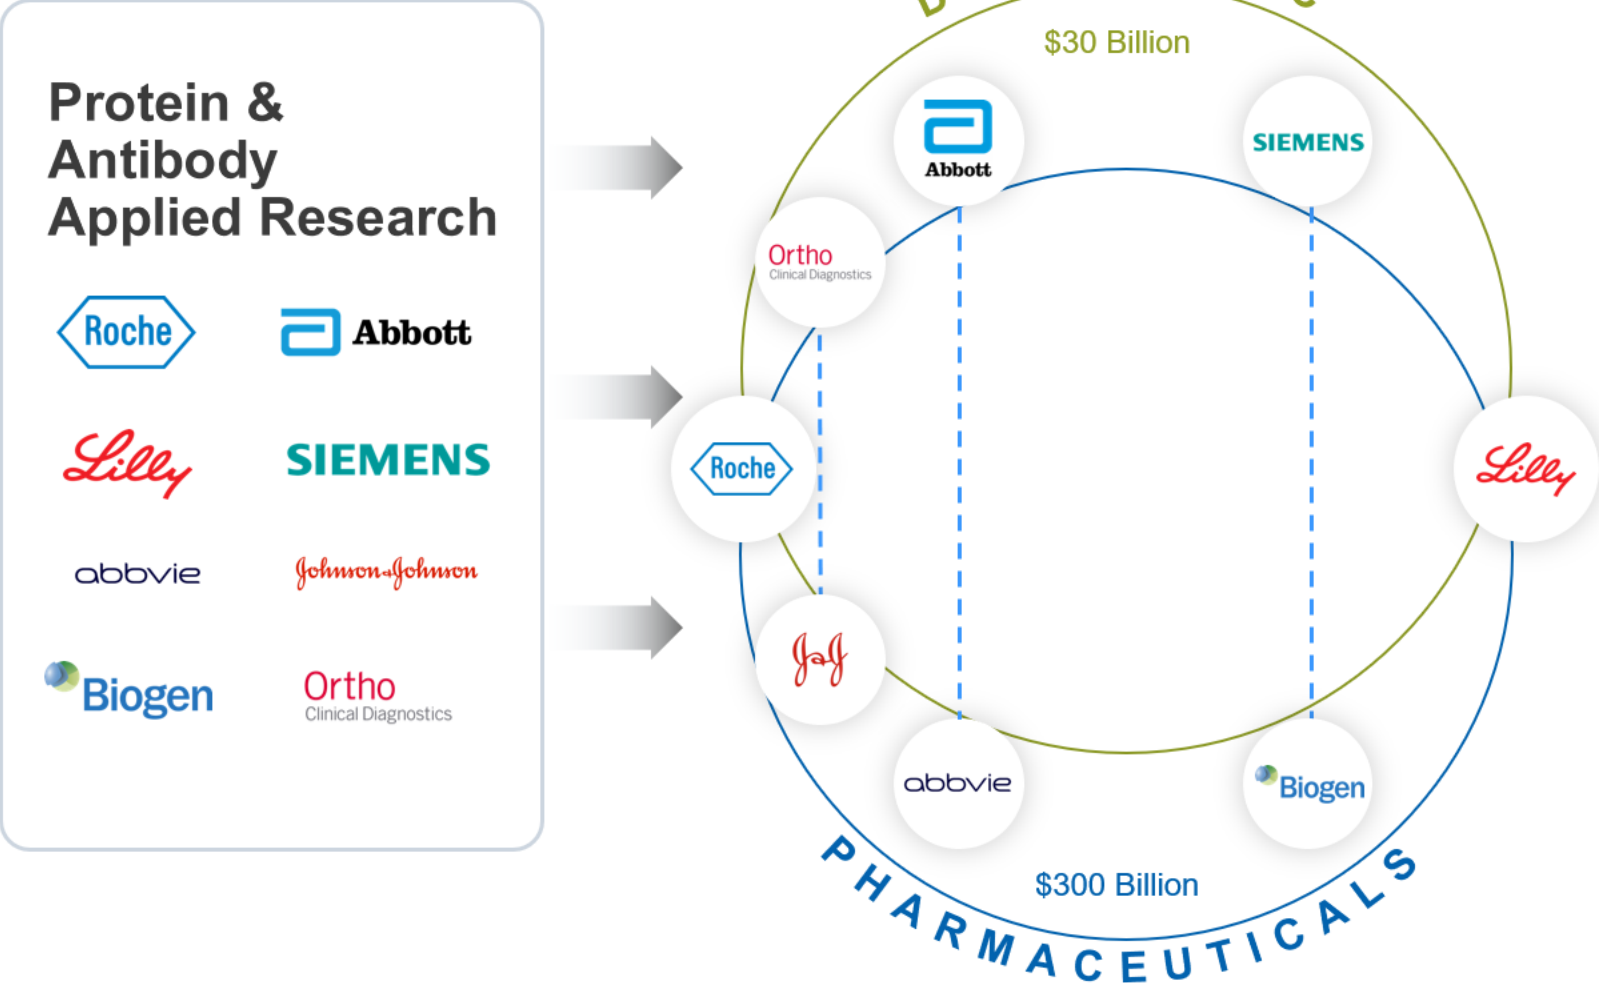 Protein &
Antibody
Applied Research
Roche
Abbott
Lilly
SIEMENS
abbvie
Johnson&Johnson
Biogen
Ortho
Clinical Diagnostics
$30 Billion
Abbott
SIEMENS
Ortho
Clinical Diagnostics
Roche
Lilly
J&J
abbvie
Biogen
$300 Billion
PHARMACEUTICALS